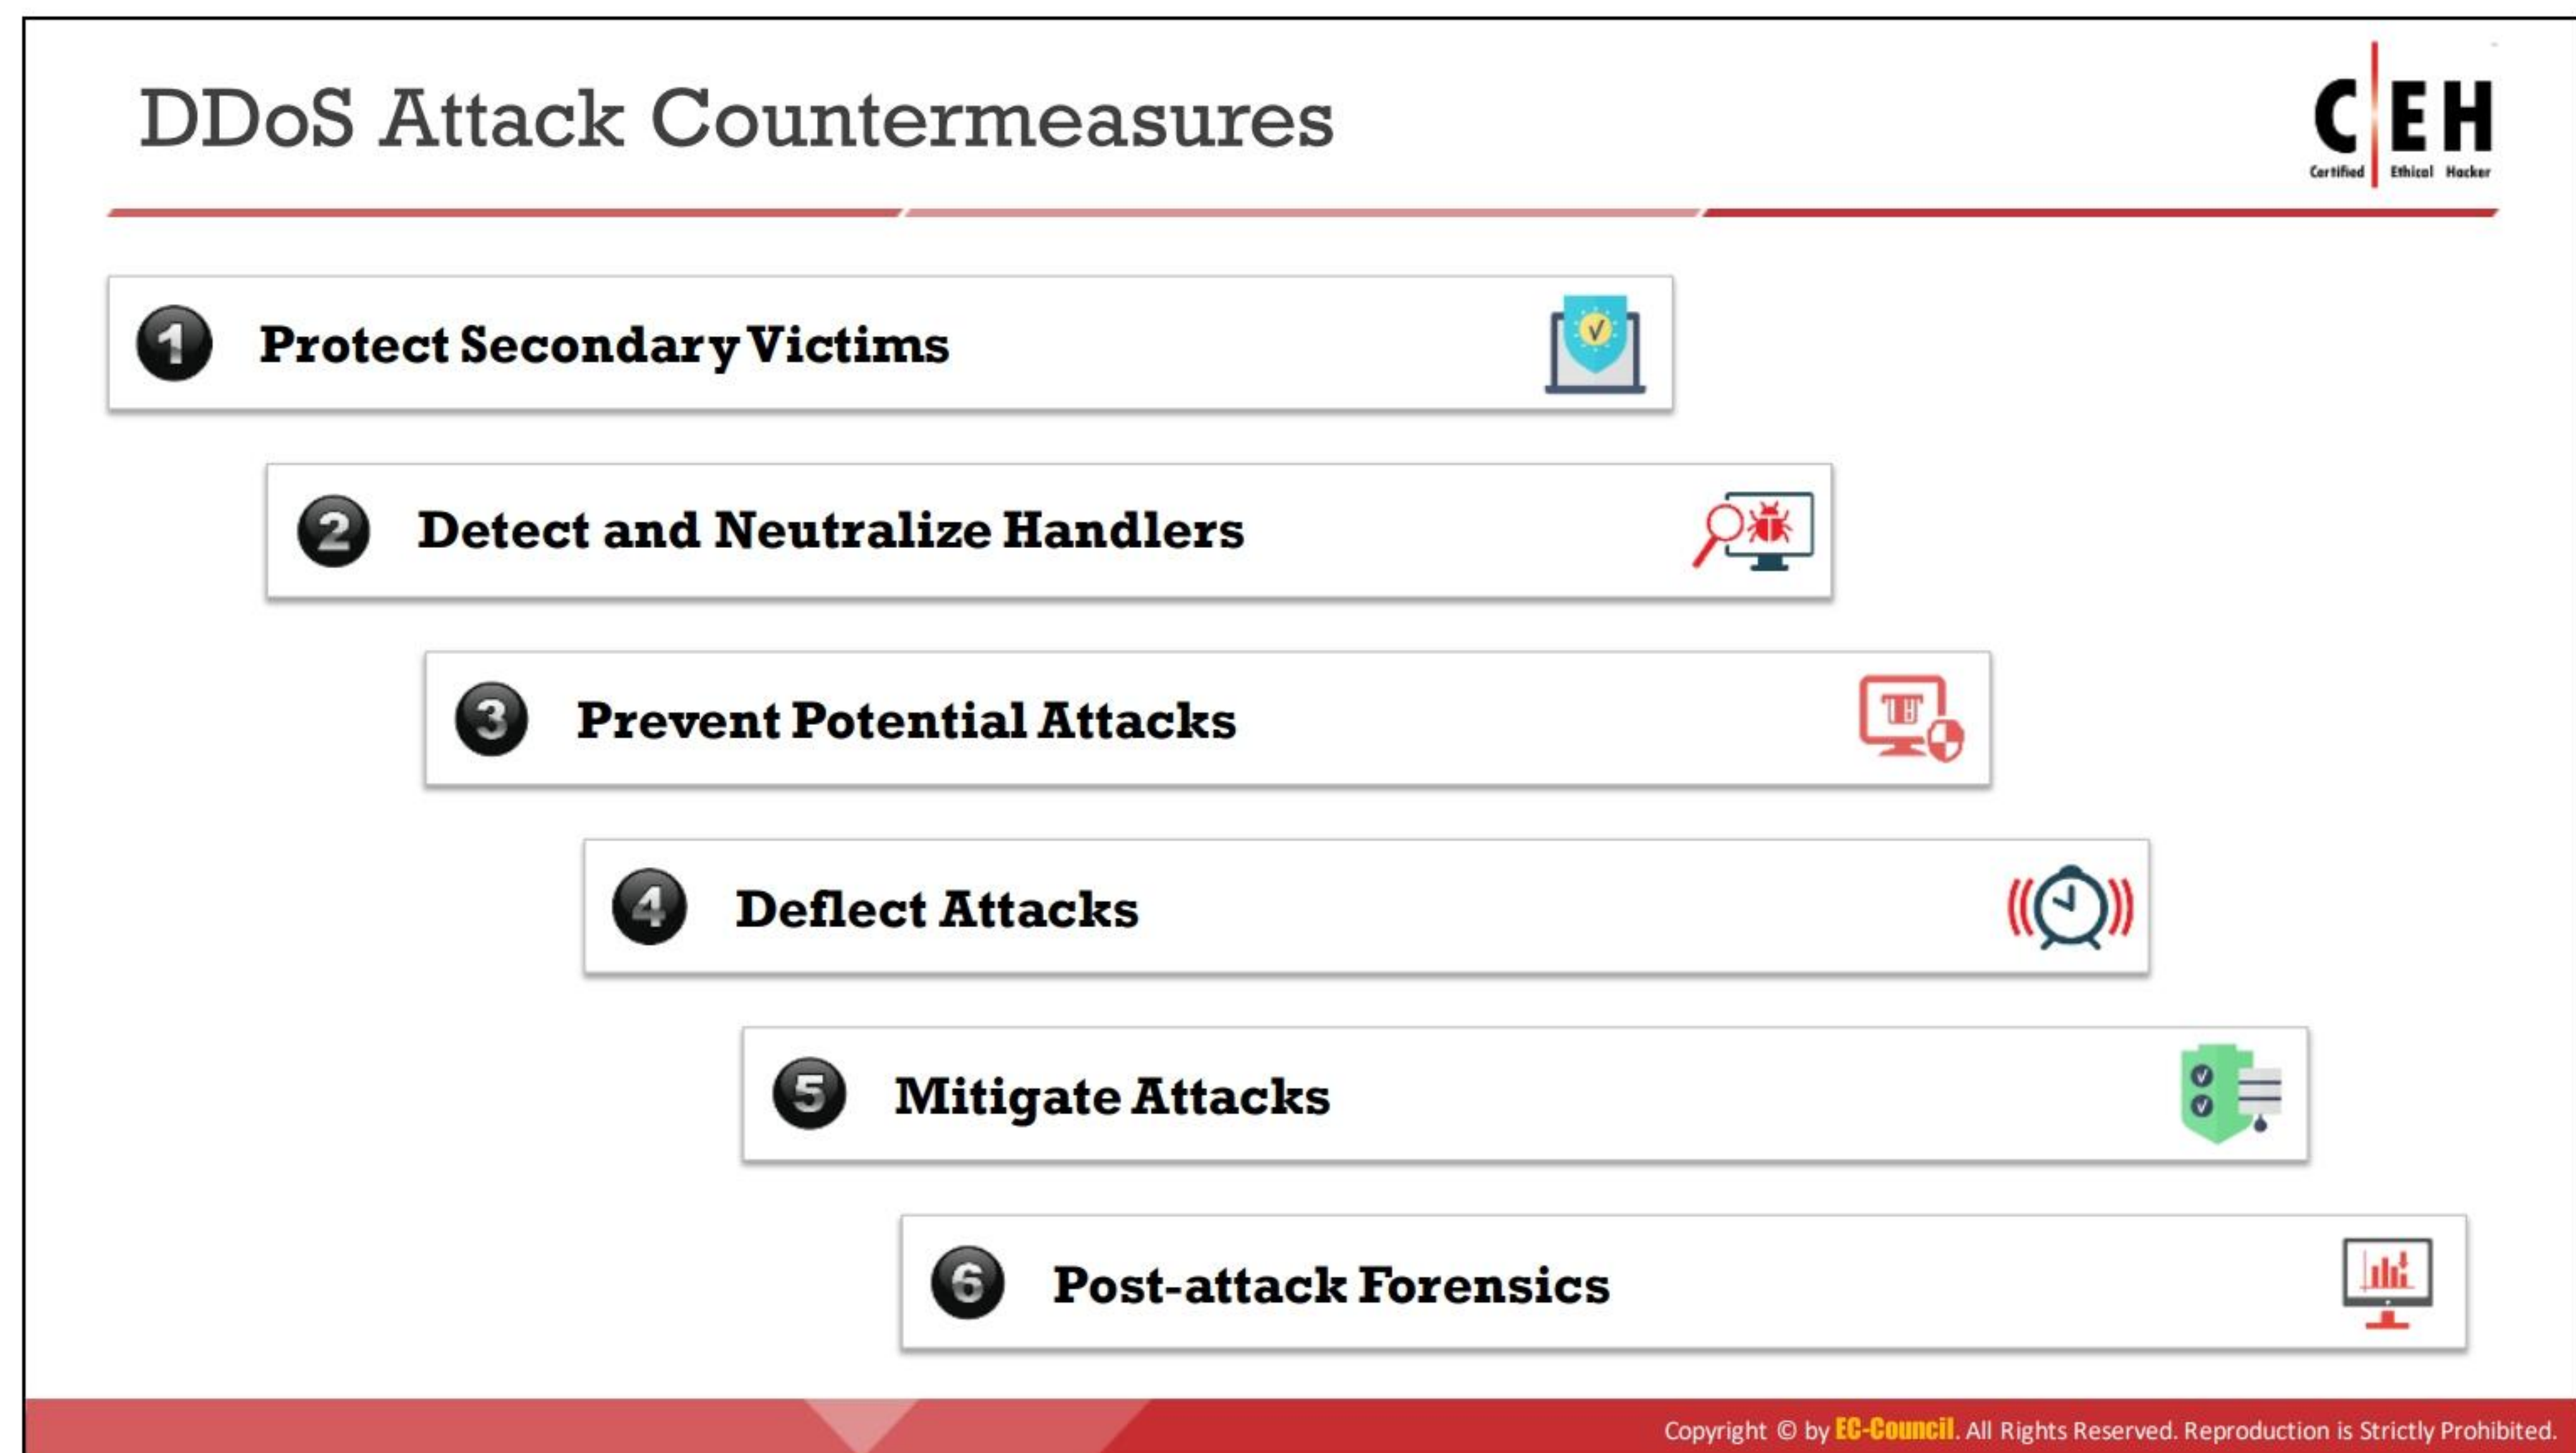 DDoS Attack Countermeasures
C EH
Certified Ethical Hacker
1 Protect Secondary Victims
2 Detect and Neutralize Handlers
3 Prevent Potential Attacks
4 Deflect Attacks
5 Mitigate Attacks
6 Post-attack Forensics
Copyright © by EC-Council. All Rights Reserved. Reproduction is Strictly Prohibited.